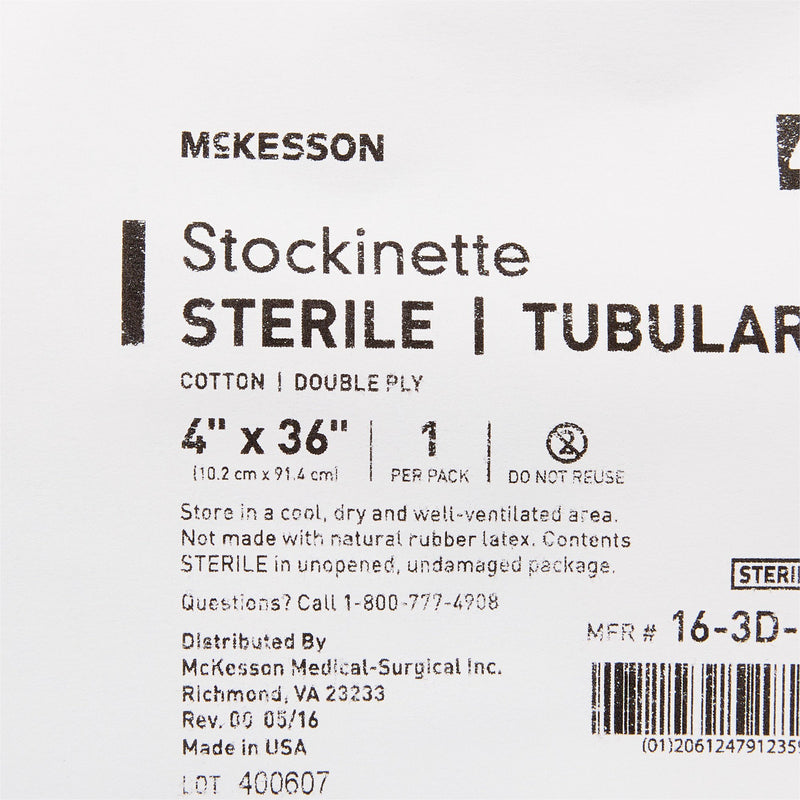 McKESSON
Stockinette
STERILE | TUBULAR
COTTON | DOUBLE PLY
4" x 36"
(10.2 cm x 91.4 cm)
1
PER PACK
DO NOT REUSE
Store in a cool, dry and well-ventilated area.
Not made with natural rubber latex. Contents
STERILE in unopened, undamaged package.
Questions? Call 1-800-777-4908
Distributed By
McKesson Medical-Surgical Inc.
Richmond, VA 23233
Rev. 00 05/16
Made in USA
LOT 400607
STERIL
MFR # 16-3D-
(01)2061247912359